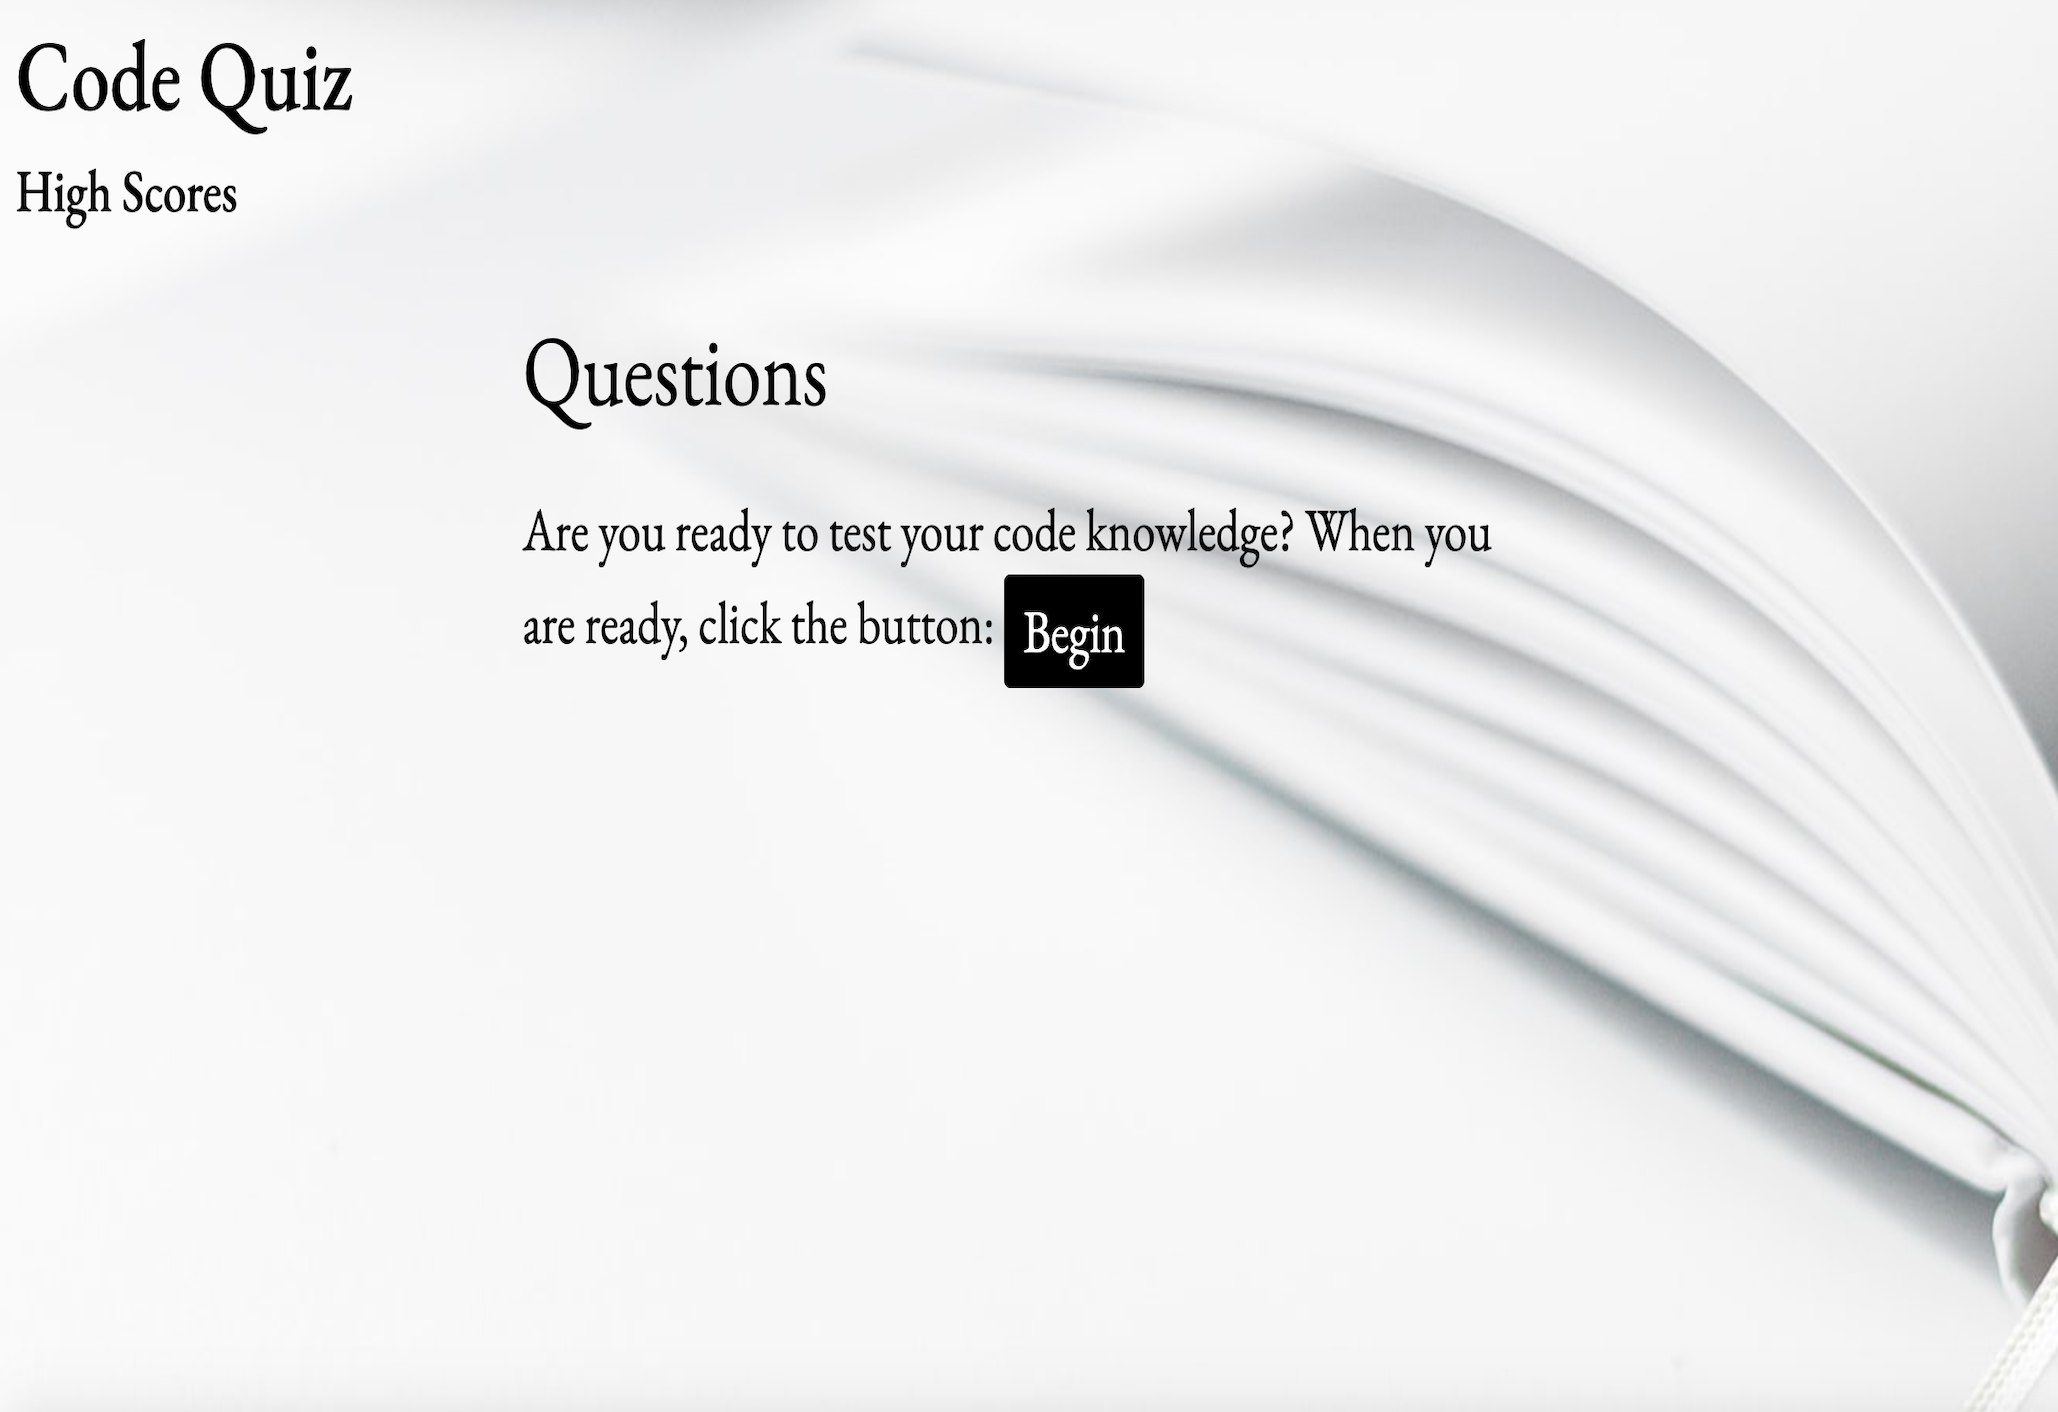 Code Quiz
High Scores
Questions
Are you ready to test your code knowledge? When you
are ready, click the button: Begin